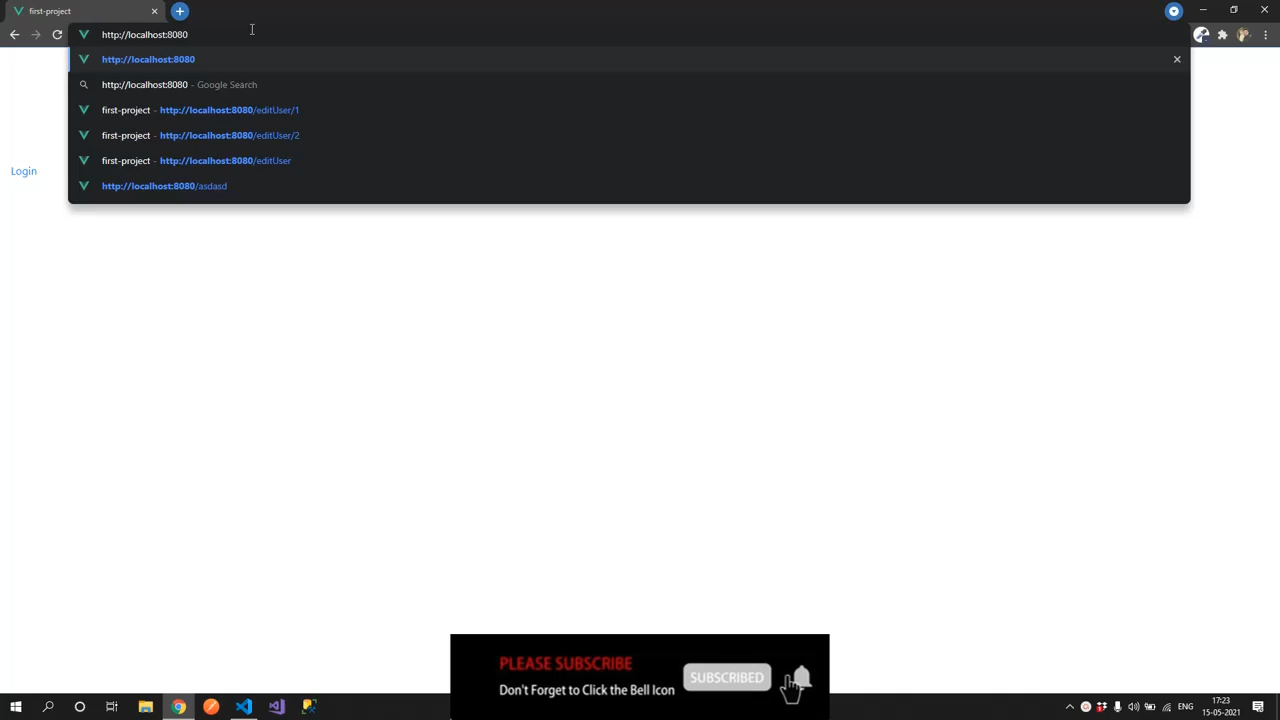 first-project
http://localhost:8080
http://localhost:8080
http://localhost:8080 - Google Search
first-project - http://localhost:8080/editUser/1
first-project - http://localhost:8080/editUser/2
first-project - http://localhost:8080/editUser
http://localhost:8080/asdasd
Login
PLEASE SUBSCRIBE
Don't Forget to Click the Bell Icon
SUBSCRIBED
ENG
17:23
15-05-2021